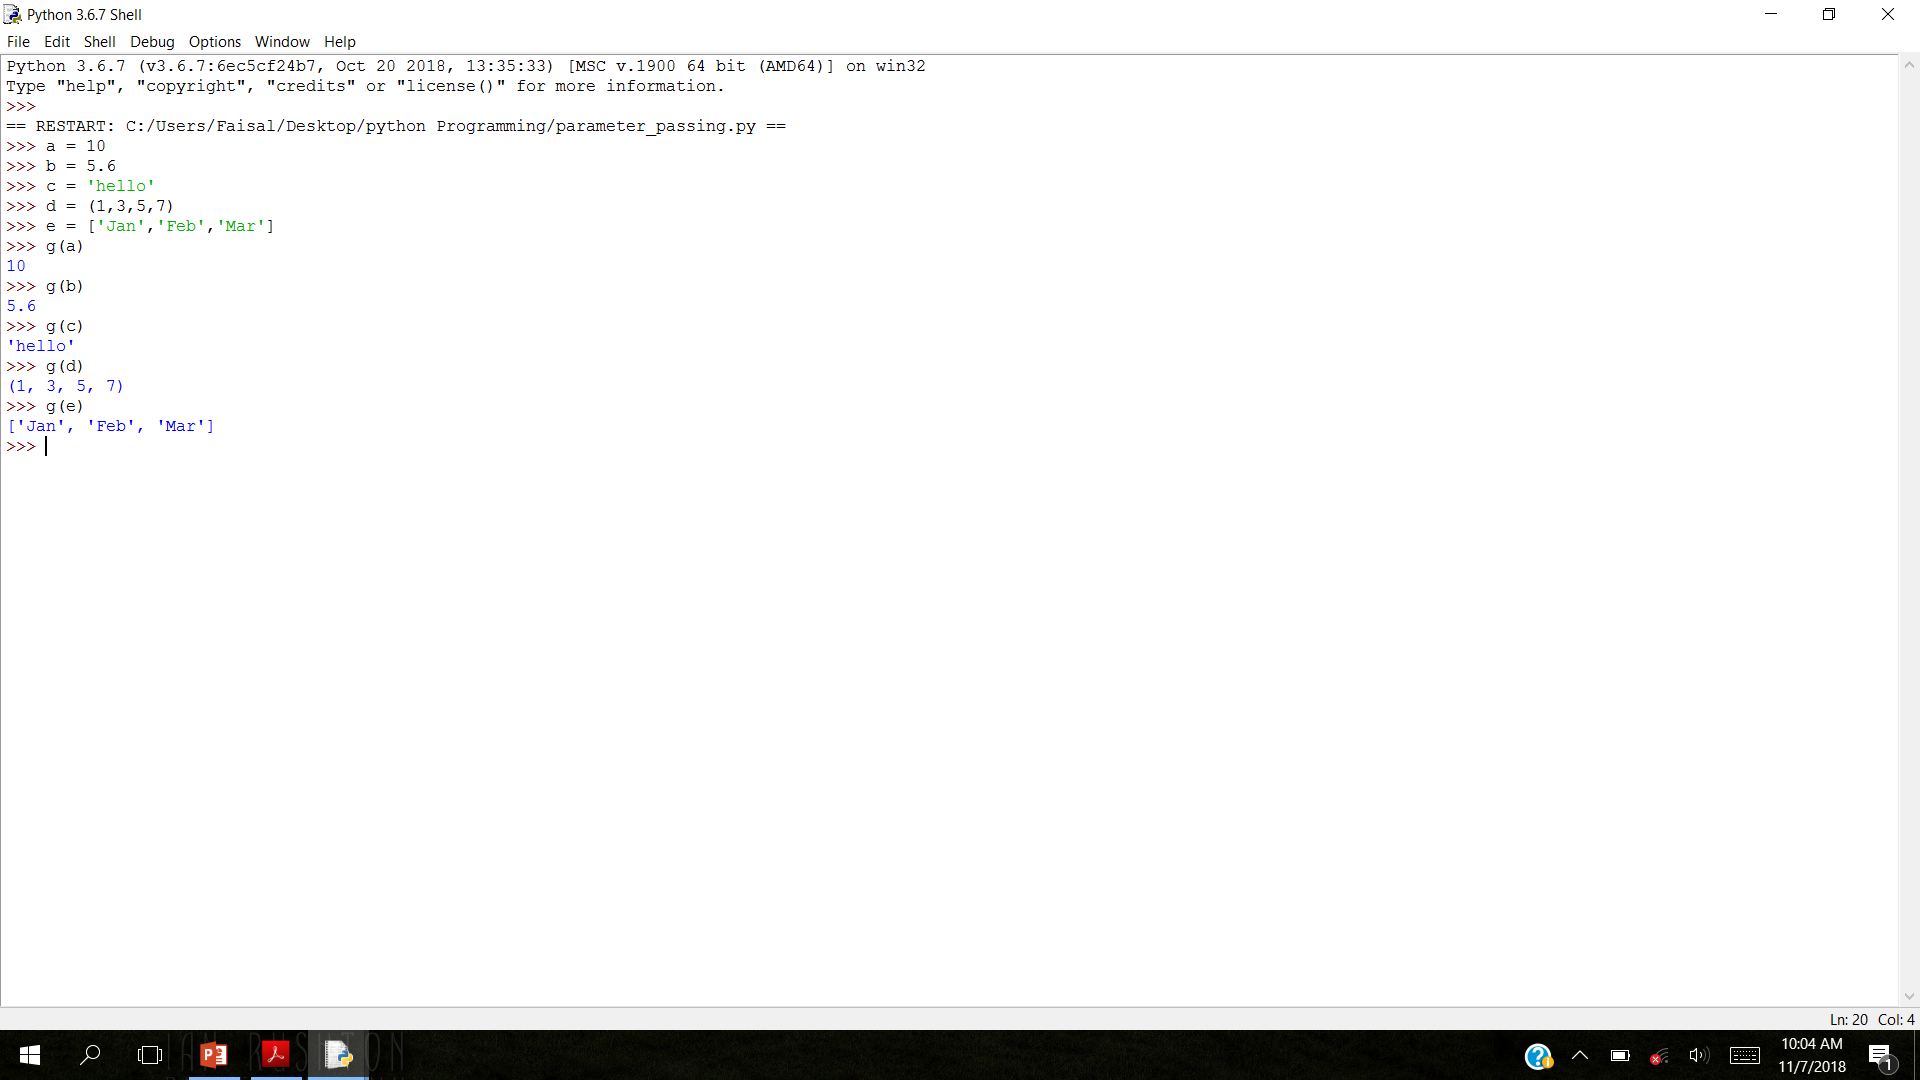 Python 3.6.7 Shell
File Edit Shell Debug Options Window Help
Python 3.6.7 (v3.6.7:6ec5cf24b7, Oct 20 2018, 13:35:33) [MSC v.1900 64 bit (AMD64)] on win32
Type "help", "copyright", "credits" or "license()" for more information.
>>>
== RESTART: C:/Users/Faisal/Desktop/python Programming/parameter_passing.py ==
>>> a = 10
>>> b = 5.6
>>> c = 'hello'
>>> d = (1,3,5,7)
>>> e = ['Jan','Feb','Mar']
>>> g(a)
10
>>> g(b)
5.6
>>> g(c)
'hello'
>>> g(d)
(1, 3, 5, 7)
>>> g(e)
['Jan', 'Feb', 'Mar']
>>>
Ln: 20 Col: 4
10:04 AM
11/7/2018
1